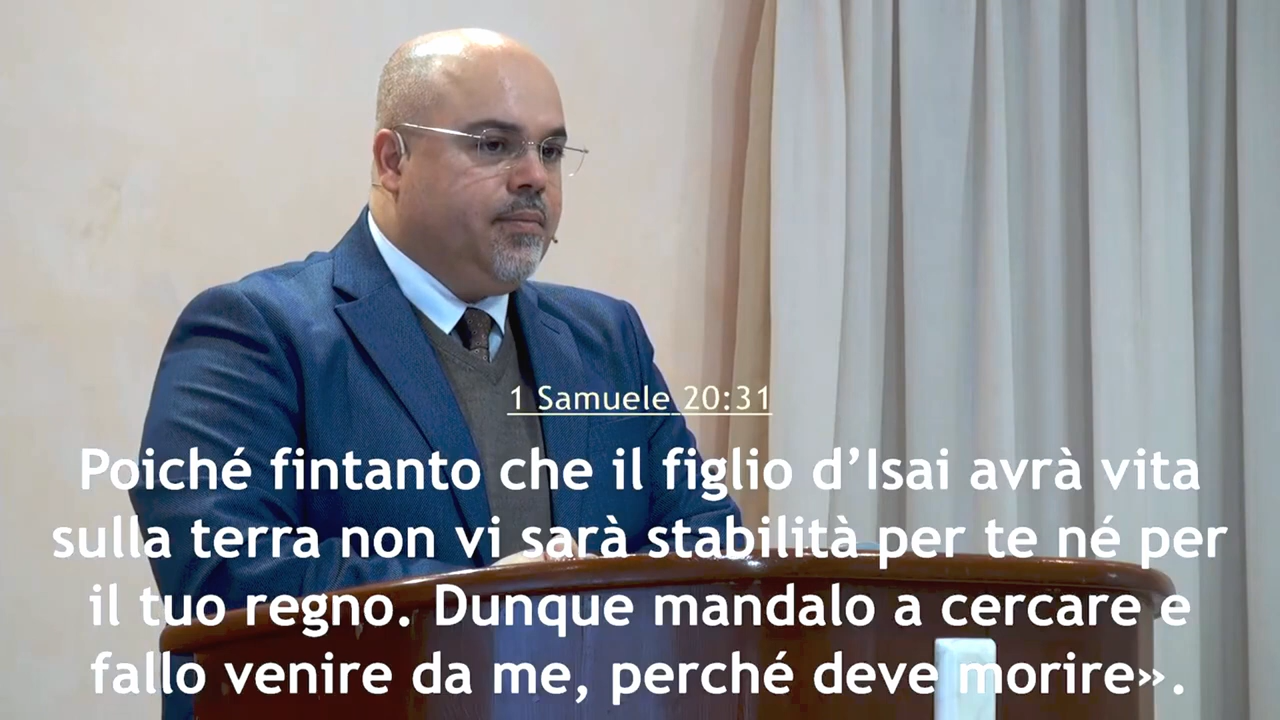 1 Samuele 20:31
Poiché fintanto che il figlio d’Isai avrà vita
sulla terra non vi sarà stabilità per te né per
il tuo regno. Dunque mandalo a cercare e
fallo venire da me, perché deve morire».